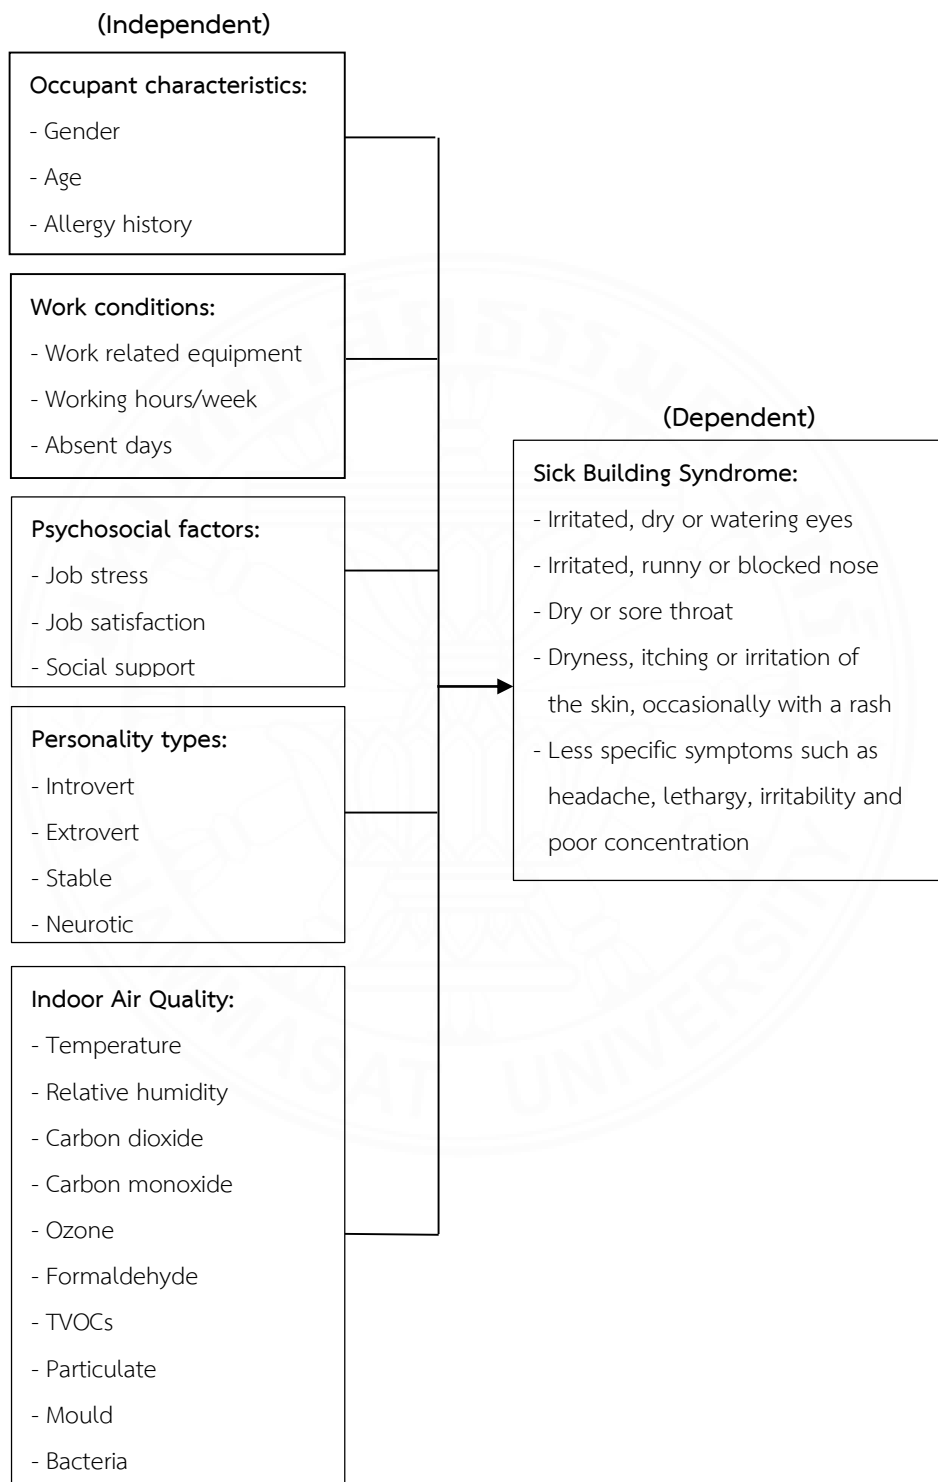 (Independent)
Occupant characteristics:
- Gender
- Age
- Allergy history
Work conditions:
- Work related equipment
- Working hours/week
- Absent days
Psychosocial factors:
- Job stress
- Job satisfaction
- Social support
Personality types:
- Introvert
- Extrovert
- Stable
- Neurotic
Indoor Air Quality:
- Temperature
- Relative humidity
- Carbon dioxide
- Carbon monoxide
- Ozone
- Formaldehyde
- TVOCs
- Particulate
- Mould
- Bacteria
(Dependent)
Sick Building Syndrome:
- Irritated, dry or watering eyes
- Irritated, runny or blocked nose
- Dry or sore throat
- Dryness, itching or irritation of
the skin, occasionally with a rash
- Less specific symptoms such as
headache, lethargy, irritability and
poor concentration
THAMMASAT UNIVERSITY